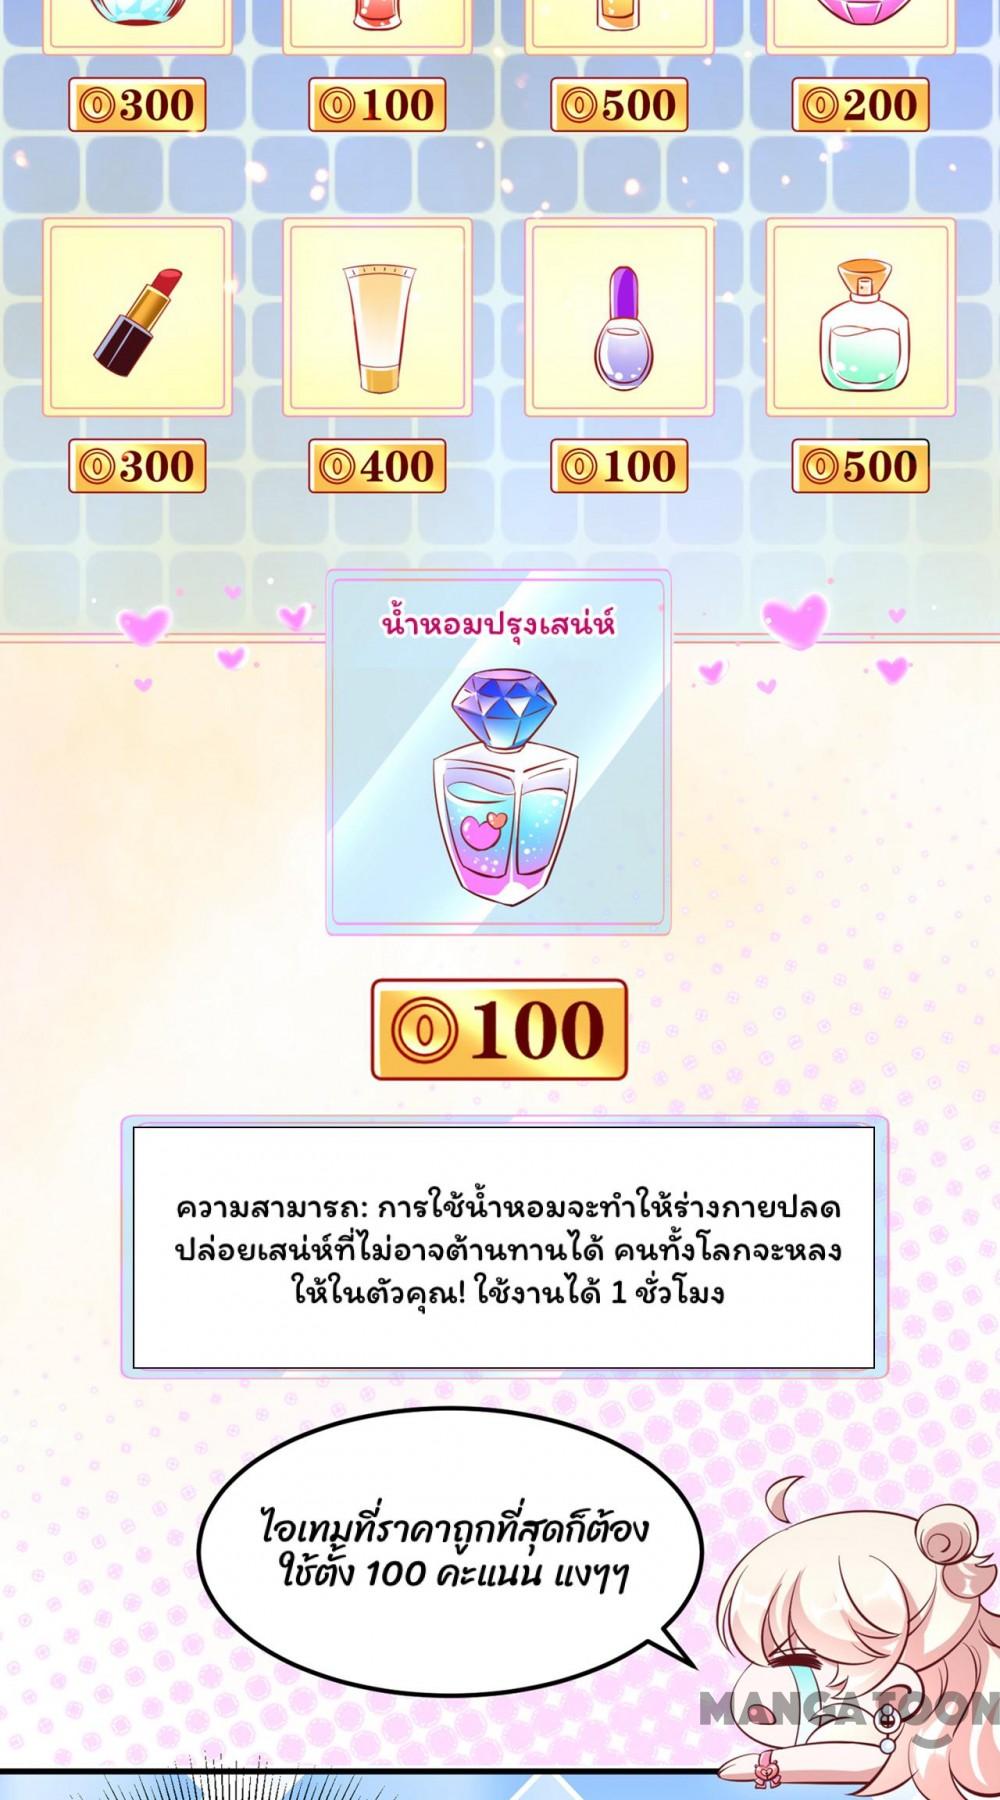 300 100 500 200
300 400 100 500
น้ำหอมปรุงเสน่ห์
100
ความสามารถ: การใช้น้ำหอมจะทำให้ร่างกายปลด
ปล่อยเสน่ห์ที่ไม่อาจต้านทานได้ คนทั้งโลกจะหลง
ให้ในตัวคุณ! ใช้งานได้ 1 ชั่วโมง
ไอเทมที่ราคาถูกที่สุดก็ต้อง
ใช้ตั้ง 100 คะแนน แงๆๆ
MANGATOON